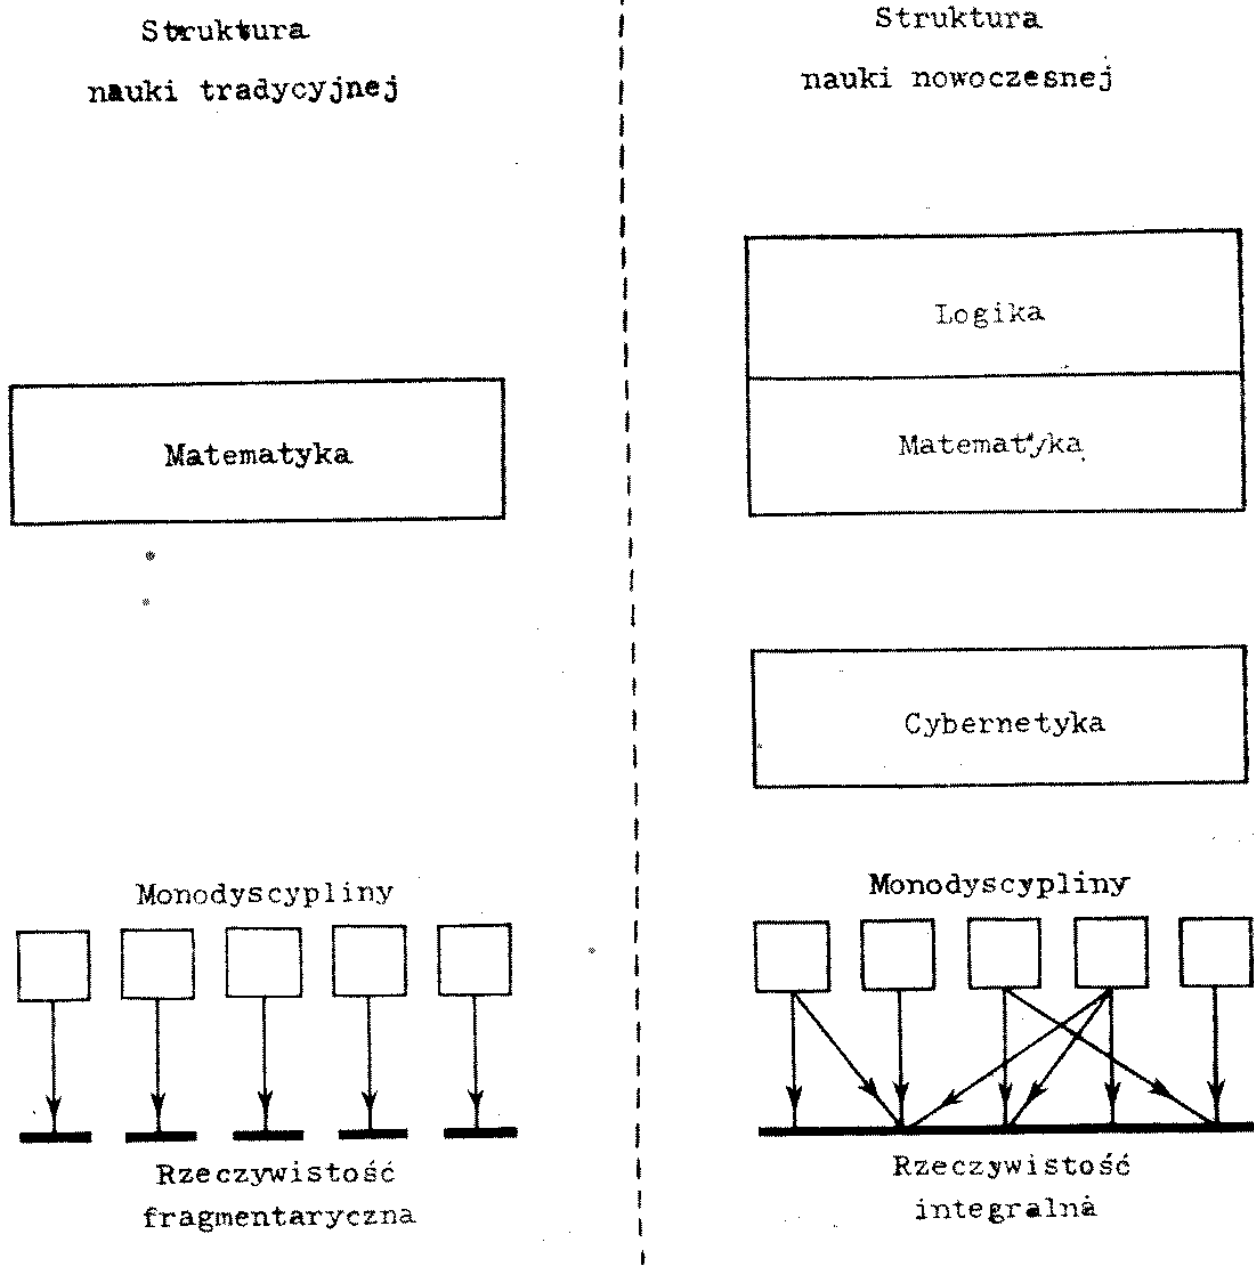 Struktura
nauki tradycyjnej
Matematyka
Monodyscypliny
Rzeczywistość
fragmentaryczna
Struktura
nauki nowoczesnej
Logika
Matematyka
Cybernetyka
Monodyscypliny
Rzeczywistość
integralna